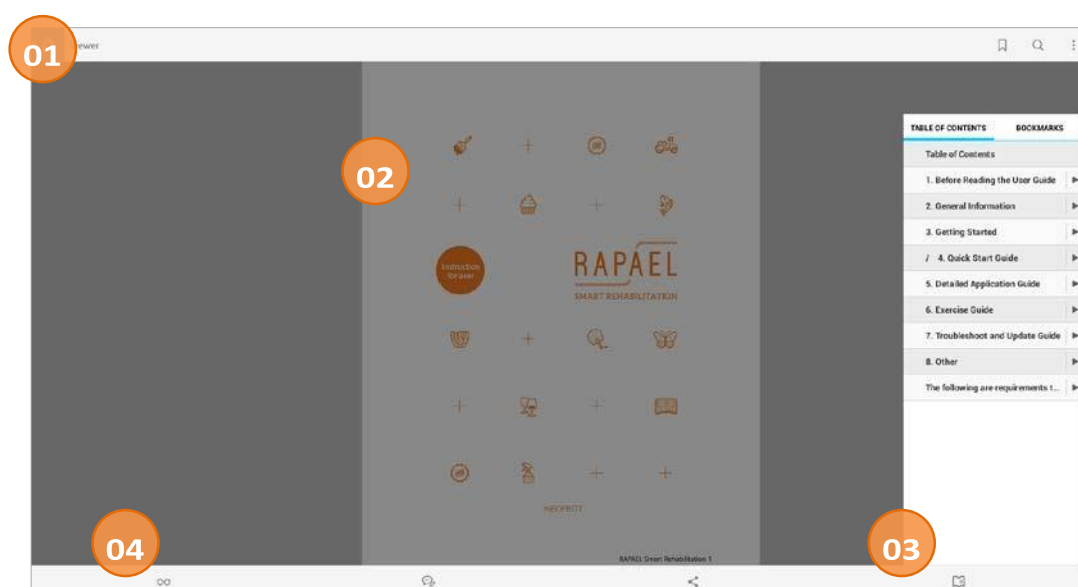 01
ewer
02
Instruction
for user
RAPAEL
SMART REHABILITATION
NEOFECT
RAPAEL Smart Rehabilitation 1
TABLE OF CONTENTS BOOKMARKS
Table of Contents
1. Before Reading the User Guide
2. General Information
3. Getting Started
/ 4. Quick Start Guide
5. Detailed Application Guide
6. Exercise Guide
7. Troubleshoot and Update Guide
8. Other
The following are requirements t...
04
03